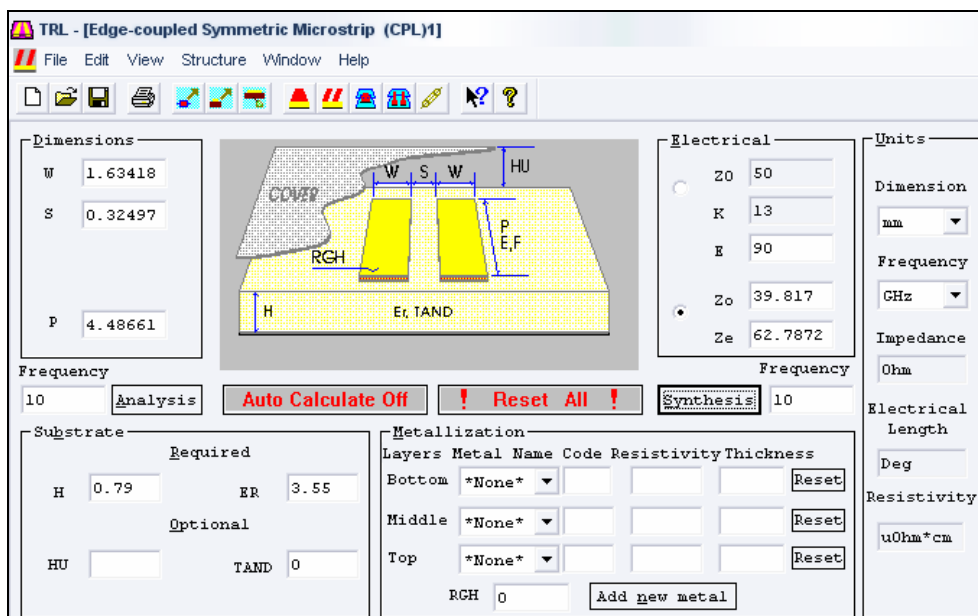 TRL - [Edge-coupled Symmetric Microstrip (CPL)1]
File Edit View Structure Window Help
Dimensions
W 1.63418
S 0.32497
P 4.48661
COVER
W S W
HU
P
E,F
RGH
H
Er, TAND
Electrical
Z0 50
K 13
E 90
Zo 39.817
Ze 62.7872
Units
Dimension
mm
Frequency
GHz
Impedance
Ohm
Electrical
Length
Deg
Resistivity
uOhm*cm
Frequency
10 Analysis
Auto Calculate Off
! Reset All !
Frequency
Synthesis 10
Substrate
Required
H 0.79 ER 3.55
Optional
HU TAND 0
Metallization
Layers Metal Name Code Resistivity Thickness
Bottom *None* Reset
Middle *None* Reset
Top *None* Reset
RGH 0 Add new metal